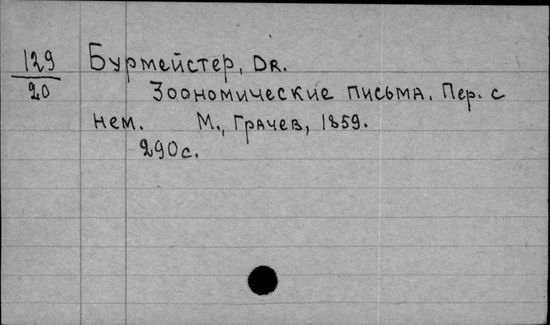 129
20
Бурмейстер, DR.
Зоономические письма. Пер. с
нем. М., Грачев, 1859.
290с.